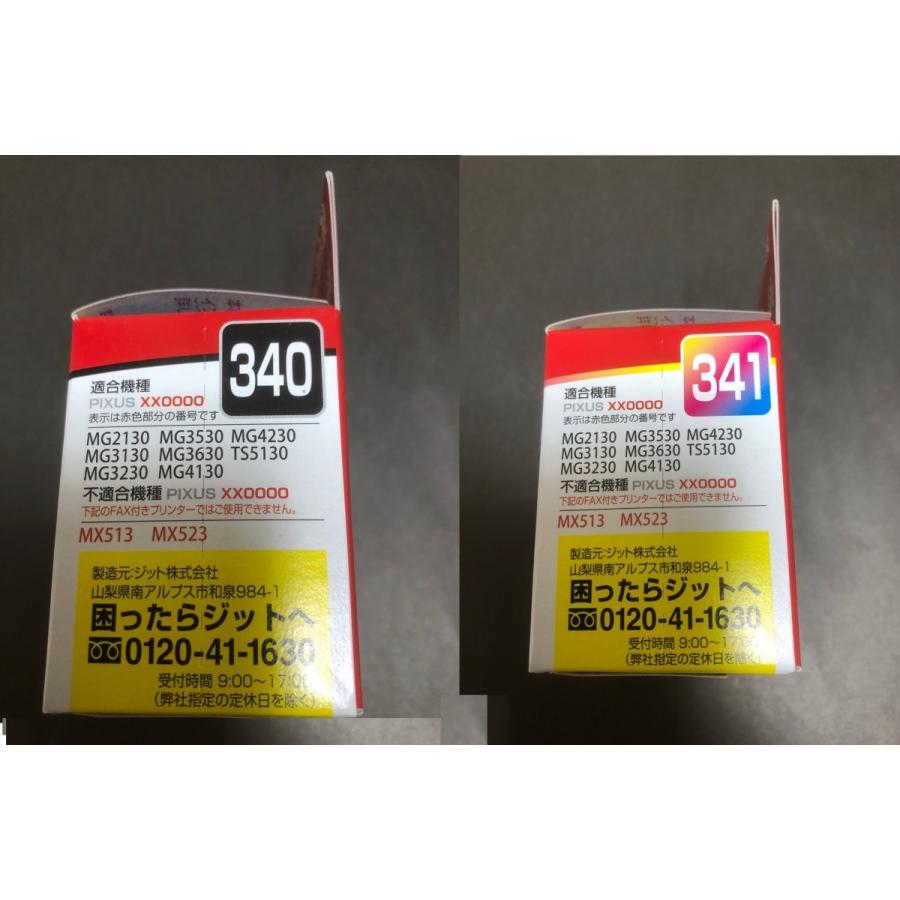 340
適合機種
PIXUS XX0000
表示は赤色部分の番号です
MG2130 MG3530 MG4230
MG3130 MG3630 TS5130
MG3230 MG4130
不適合機種 PIXUS XX0000
下記のFAX付きプリンターではご使用できません。
MX513 MX523
製造元:ジット株式会社
山梨県南アルプス市和泉984-1
困ったらジットへ
0120-41-1630
受付時間 9:00~17:00
(弊社指定の定休日を除く)
341
適合機種
PIXUS XX0000
表示は赤色部分の番号です
MG2130 MG3530 MG4230
MG3130 MG3630 TS5130
MG3230 MG4130
不適合機種 PIXUS XX0000
下記のFAX付きプリンターではご使用できません。
MX513 MX523
製造元:ジット株式会社
山梨県南アルプス市和泉984-1
困ったらジットへ
0120-41-1630
受付時間 9:00~17:00
(弊社指定の定休日を除く)